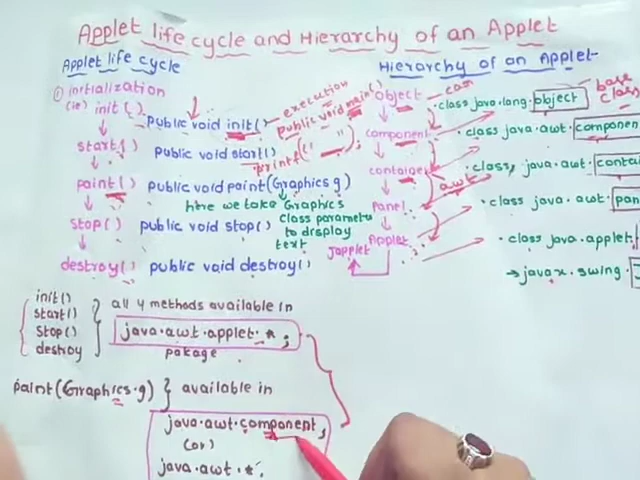 Applet life cycle and Hierarchy of an Applet
Applet life cycle
① initialization
(ie) init()
public void init()
execution
public void main()
start()
public void start()
printf("      ");
paint()
public void paint(Graphics g)
here we take Graphics
class parameter
to display
text
stop()
public void stop()
destroy()
public void destroy()
Hierarchy of an Applet-
object
class java.lang.object
base
class
component
• class java.awt.componen
container
• class, java.awt.contai
awt
Panel
• class java.awt.pan
Applet
• class java.applet.
Japplet
→ javax.swing.J
init()
start()
stop()
destroy
all 4 methods available in
java.awt.applet.*;
pakage
paint(Graphics.g)
available in
java.awt.component,
(or)
java.awt.*;